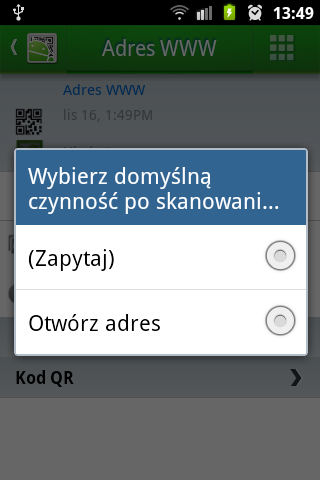 13:49
Adres WWW
Adres WWW
lis 16, 1:49PM
Wybierz domyślną
czynność po skanowani...
(Zapytaj)
Otwórz adres
Kod QR